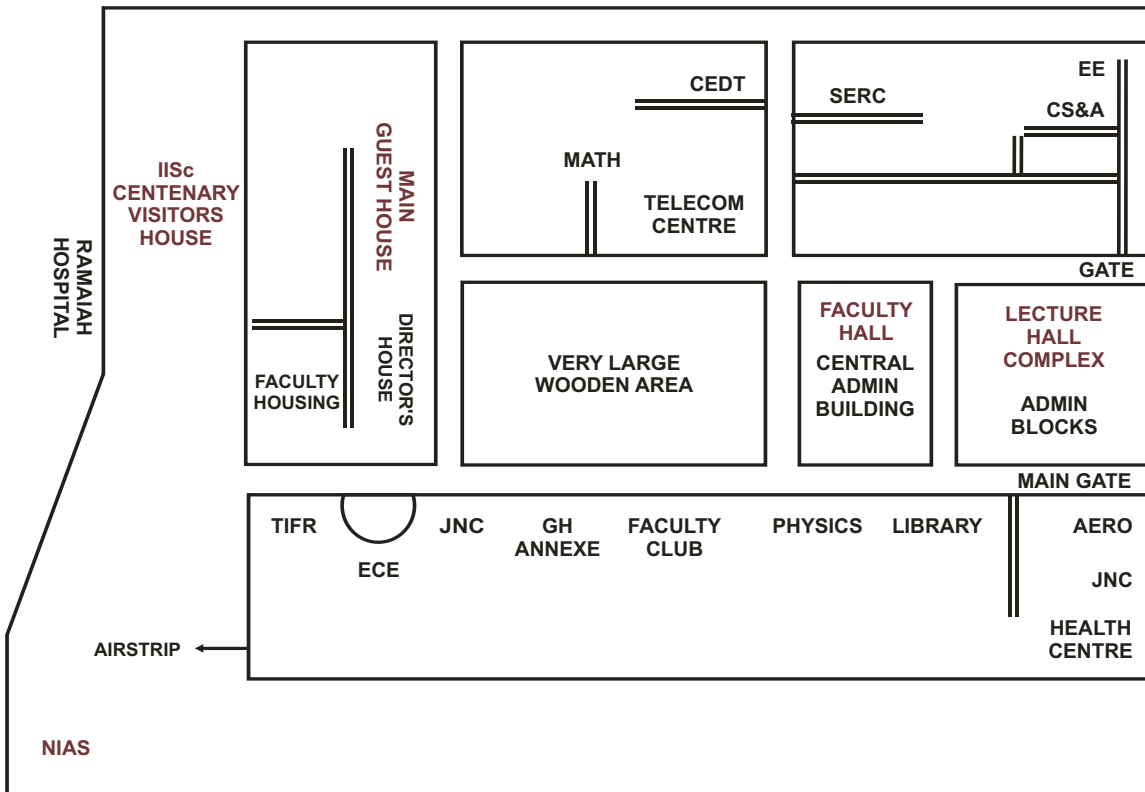 EE
CEDT
SERC
CS&A
MATH
MAIN
GUEST HOUSE
IISc
CENTENARY
VISITORS
HOUSE
TELECOM
CENTRE
RAMAIAH
HOSPITAL
GATE
DIRECTOR'S
HOUSE
FACULTY
HOUSING
VERY LARGE
WOODEN AREA
FACULTY
HALL
CENTRAL
ADMIN
BUILDING
LECTURE
HALL
COMPLEX
ADMIN
BLOCKS
MAIN GATE
TIFR
ECE
JNC
GH
ANNEXE
FACULTY
CLUB
PHYSICS
LIBRARY
AERO
JNC
HEALTH
CENTRE
AIRSTRIP
NIAS